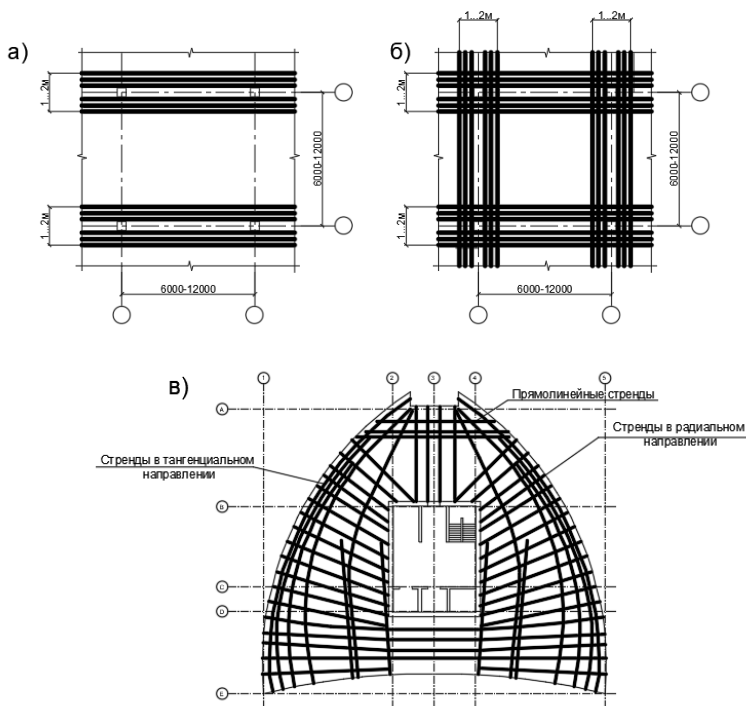 а)
1...2м
6000-12000
1...2м
6000-12000
б)
1...2м
1...2м
1...2м
6000-12000
1...2м
6000-12000
в)
1
2
3
4
5
A
B
C
D
E
Прямолинейные стренды
Стренды в радиальном
направлении
Стренды в тангенциальном
направлении